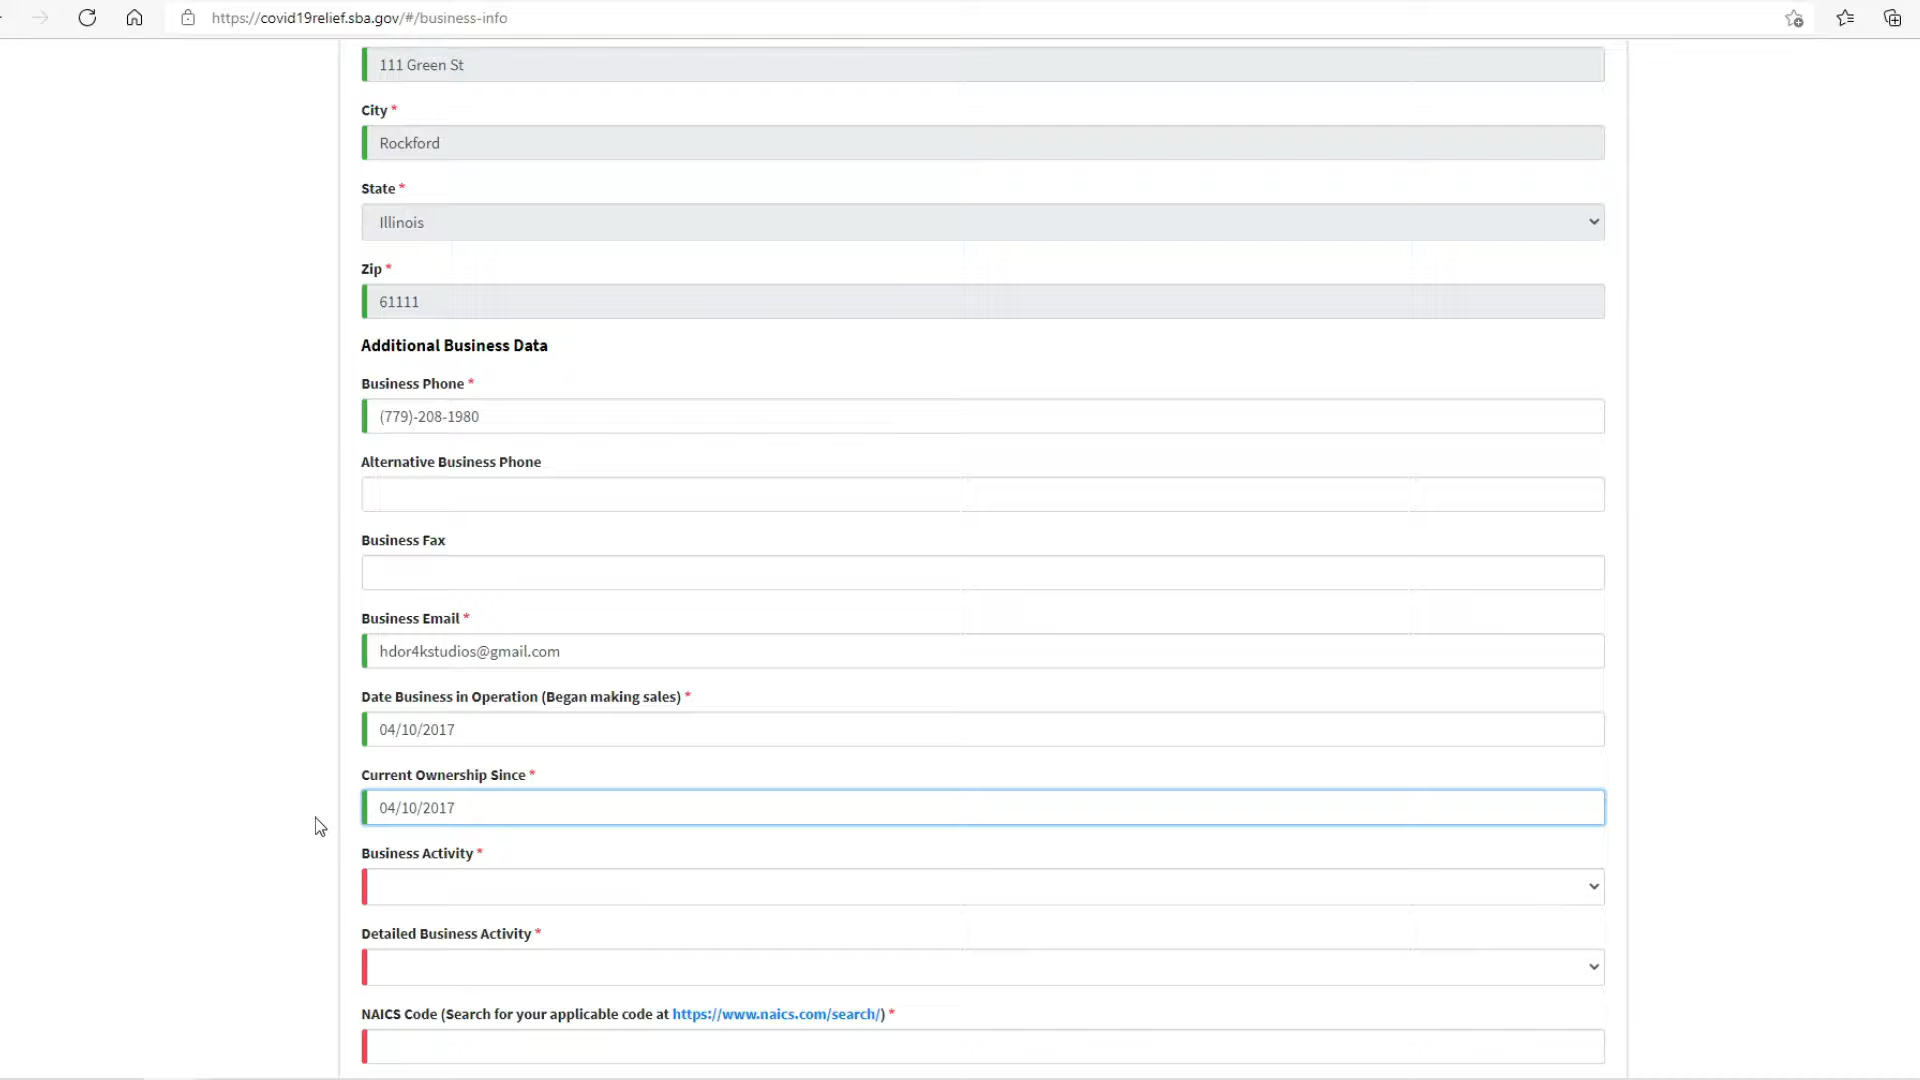 https://covid19relief.sba.gov/#/business-info
111 Green St
City *
Rockford
State *
Illinois
Zip *
61111
Additional Business Data
Business Phone *
(779)-208-1980
Alternative Business Phone
Business Fax
Business Email *
hdor4kstudios@gmail.com
Date Business in Operation (Began making sales) *
04/10/2017
Current Ownership Since *
04/10/2017
Business Activity *
Detailed Business Activity *
NAICS Code (Search for your applicable code at https://www.naics.com/search/) *